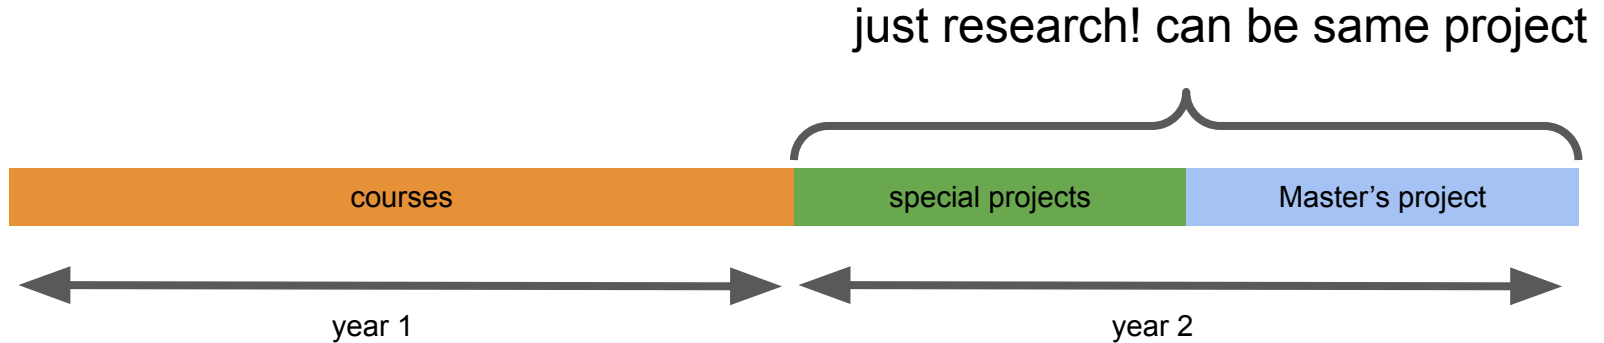 just research! can be same project
courses
special projects
Master’s project
year 1
year 2